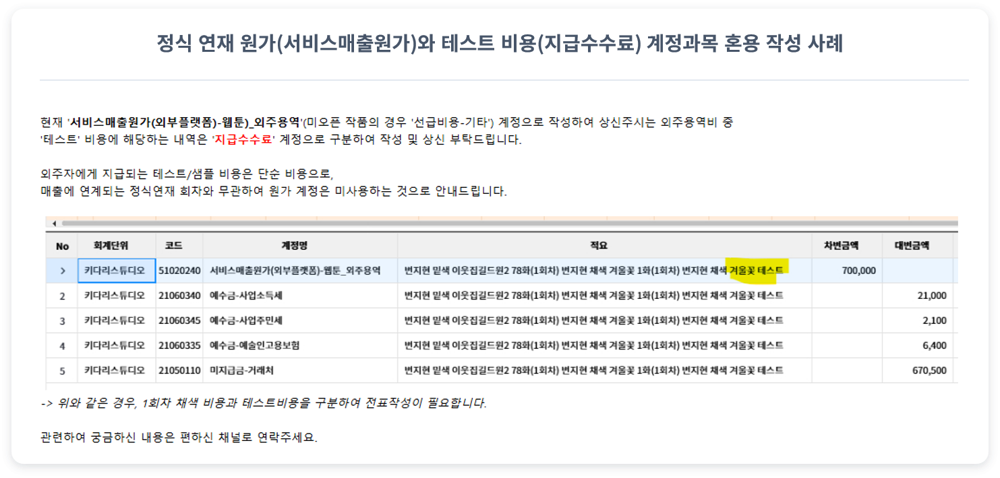 정식 연재 원가(서비스매출원가)와 테스트 비용(지급수수료) 계정과목 혼용 작성 사례
현재 '서비스매출원가(외부플랫폼)-웹툰)_외주용역'(미오픈 작품의 경우 '선급비용-기타') 계정으로 작성하여 상신주시는 외주용역비 중
'테스트' 비용에 해당하는 내역은 '지급수수료' 계정으로 구분하여 작성 및 상신 부탁드립니다.
외주자에게 지급되는 테스트/샘플 비용은 단순 비용으로,
매출에 연계되는 정식연재 회차와 무관하여 원가 계정은 미사용하는 것으로 안내드립니다.
No 회계단위 코드 계정명 적요 차변금액 대변금액
키다리스튜디오 51020240 서비스매출원가(외부플랫폼)-웹툰_외주용역 변지현 밑색 이웃집길드원2 78화(1회차) 변지현 채색 겨울꽃 1화(1회차) 변지현 채색 겨울꽃 테스트 700,000
2 키다리스튜디오 21060340 예수금-사업소득세 변지현 밑색 이웃집길드원2 78화(1회차) 변지현 채색 겨울꽃 1화(1회차) 변지현 채색 겨울꽃 테스트 21,000
3 키다리스튜디오 21060345 예수금-사업주민세 변지현 밑색 이웃집길드원2 78화(1회차) 변지현 채색 겨울꽃 1화(1회차) 변지현 채색 겨울꽃 테스트 2,100
4 키다리스튜디오 21060335 예수금-예술인고용보험 변지현 밑색 이웃집길드원2 78화(1회차) 변지현 채색 겨울꽃 1화(1회차) 변지현 채색 겨울꽃 테스트 6,400
5 키다리스튜디오 21050110 미지급금-거래처 변지현 밑색 이웃집길드원2 78화(1회차) 변지현 채색 겨울꽃 1화(1회차) 변지현 채색 겨울꽃 테스트 670,500
-> 위와 같은 경우, 1회차 채색 비용과 테스트비용을 구분하여 전표작성이 필요합니다.
관련하여 궁금하신 내용은 편하신 채널로 연락주세요.